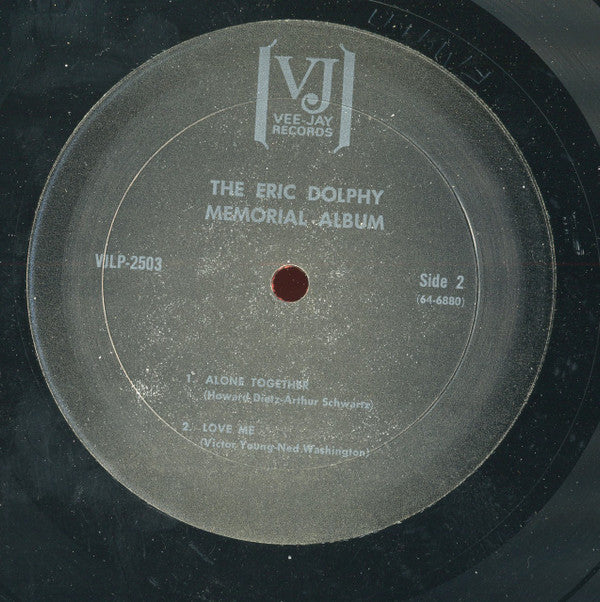 VJ
VEE-JAY
RECORDS
THE ERIC DOLPHY
MEMORIAL ALBUM
VJLP-2503
Side 2
(64-6880)
1. ALONE TOGETHER
(Howard Dietz-Arthur Schwartz)
2. LOVE ME
(Victor Young-Ned Washington)